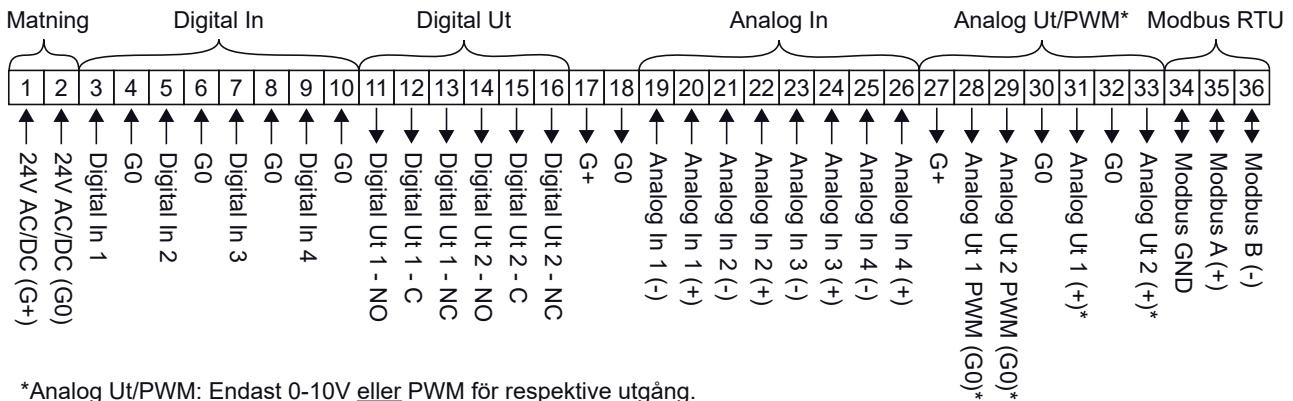 Matning Digital In Digital Ut Analog In Analog Ut/PWM* Modbus RTU
1 2 3 4 5 6 7 8 9 10 11 12 13 14 15 16 17 18 19 20 21 22 23 24 25 26 27 28 29 30 31 32 33 34 35 36
24V AC/DC (G+)
24V AC/DC (G0)
Digital In 1
G0
Digital In 2
G0
Digital In 3
G0
Digital In 4
G0
Digital Ut 1 - NO
Digital Ut 1 - C
Digital Ut 1 - NC
Digital Ut 2 - NO
Digital Ut 2 - C
Digital Ut 2 - NC
G+
G0
Analog In 1 (-)
Analog In 1 (+)
Analog In 2 (-)
Analog In 2 (+)
Analog In 3 (-)
Analog In 3 (+)
Analog In 4 (-)
Analog In 4 (+)
G+
Analog Ut 1 PWM (G0)*
Analog Ut 2 PWM (G0)*
G0
Analog Ut 1 (+)*
G0
Analog Ut 2 (+)*
Modbus GND
Modbus A (+)
Modbus B (-)
*Analog Ut/PWM: Endast 0-10V eller PWM för respektive utgång.